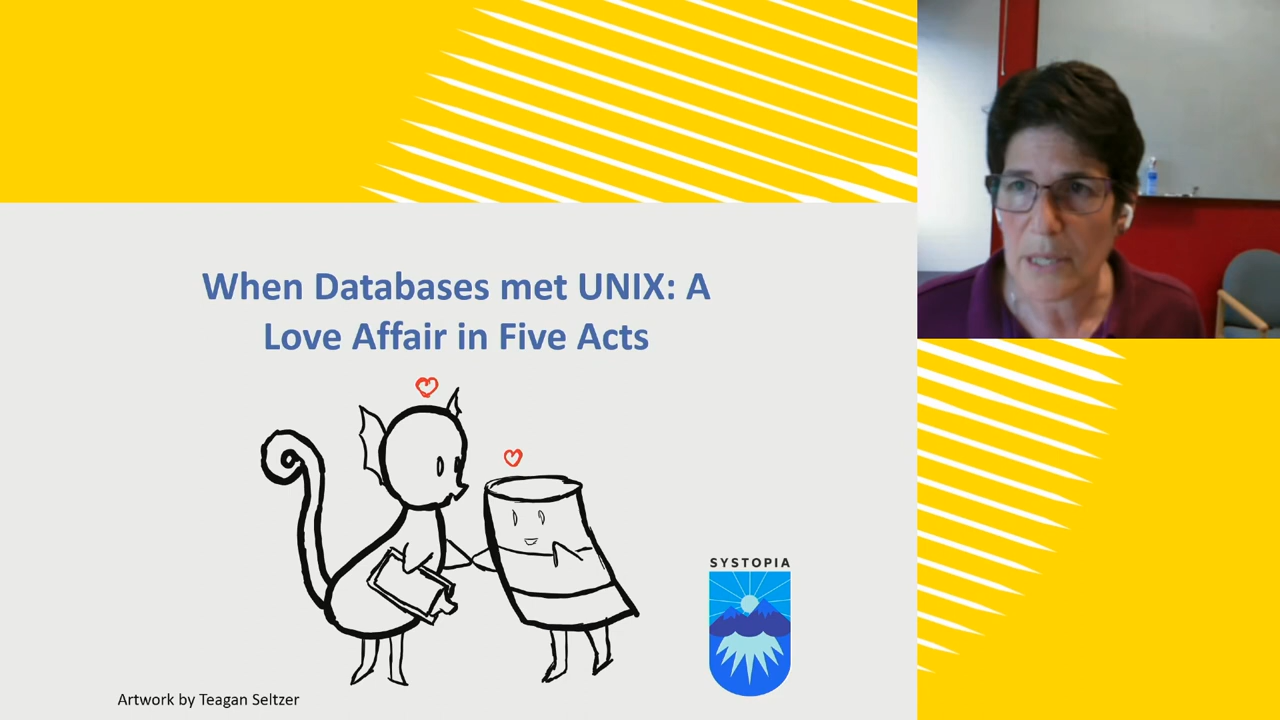 When Databases met UNIX: A
Love Affair in Five Acts
SYSTOPIA
Artwork by Teagan Seltzer